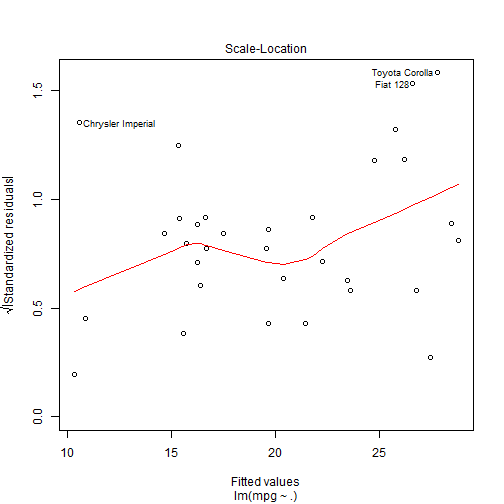 Scale-Location
Toyota Corolla
Fiat 128
Chrysler Imperial
1.5
1.0
0.5
0.0
√|Standardized residuals|
10 15 20 25
Fitted values
lm(mpg ~ .)